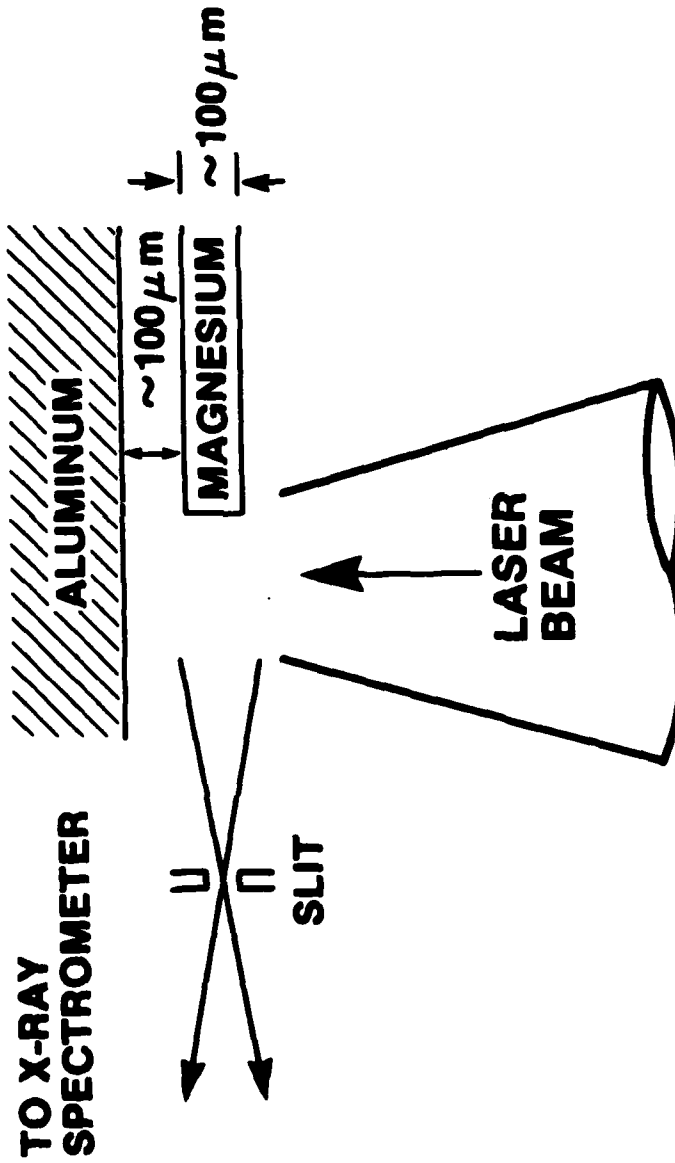 TO X-RAY
SPECTROMETER
SLIT
ALUMINUM
~100μm
MAGNESIUM
~100μm
LASER
BEAM